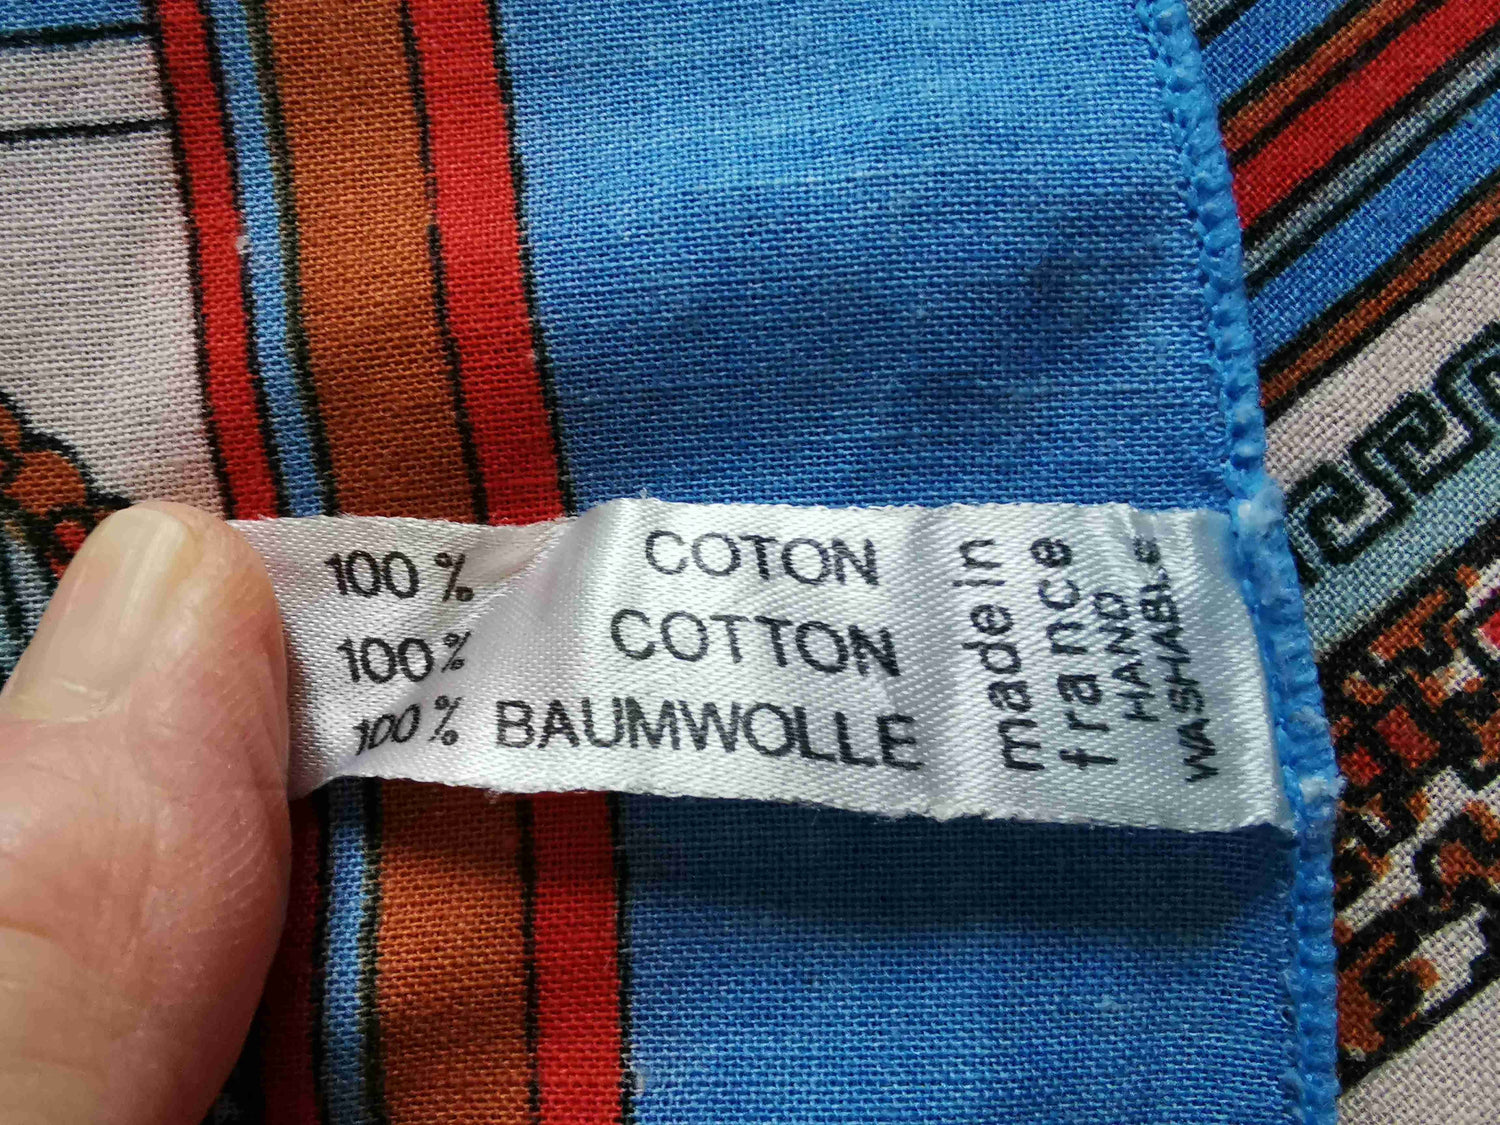 100 % COTON
100% COTTON
100% BAUMWOLLE
made in
france
HAND
WASHABLE